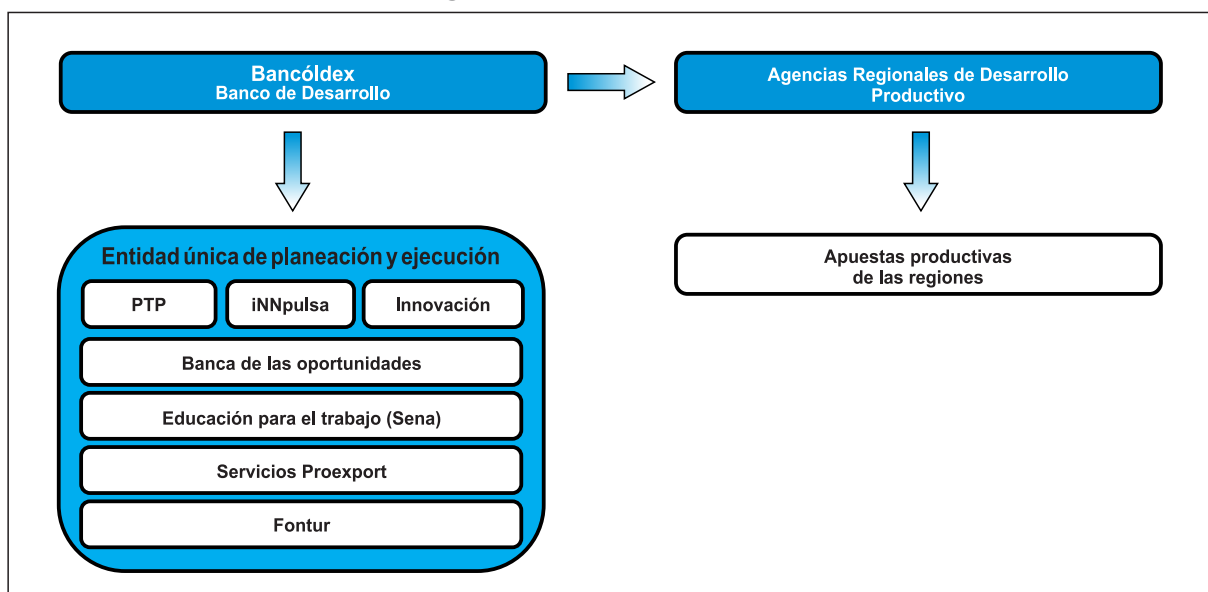 Bancóldex
Banco de Desarrollo
Agencias Regionales de Desarrollo
Productivo
Entidad única de planeación y ejecución
PTP
iNNpulsa
Innovación
Banca de las oportunidades
Educación para el trabajo (Sena)
Servicios Proexport
Fontur
Apuestas productivas
de las regiones